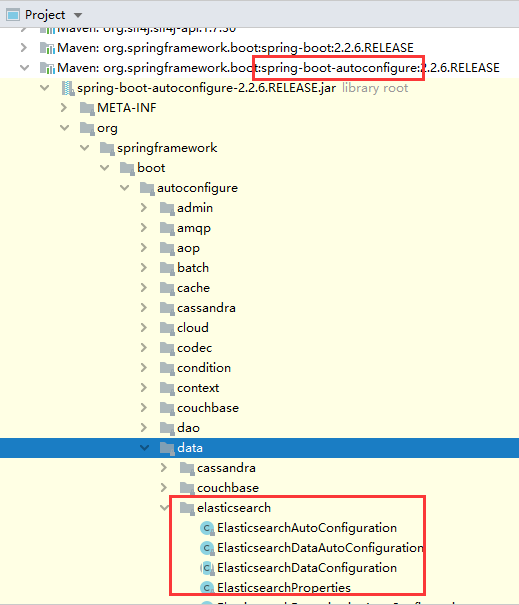 Project
Maven: org.slf4j:slf4j-api:1.7.30
Maven: org.springframework.boot:spring-boot:2.2.6.RELEASE
Maven: org.springframework.boot:spring-boot-autoconfigure:2.2.6.RELEASE
spring-boot-autoconfigure-2.2.6.RELEASE.jar library root
META-INF
org
springframework
boot
autoconfigure
admin
amqp
aop
batch
cache
cassandra
cloud
codec
condition
context
couchbase
dao
data
cassandra
couchbase
elasticsearch
ElasticsearchAutoConfiguration
ElasticsearchDataAutoConfiguration
ElasticsearchDataConfiguration
ElasticsearchProperties